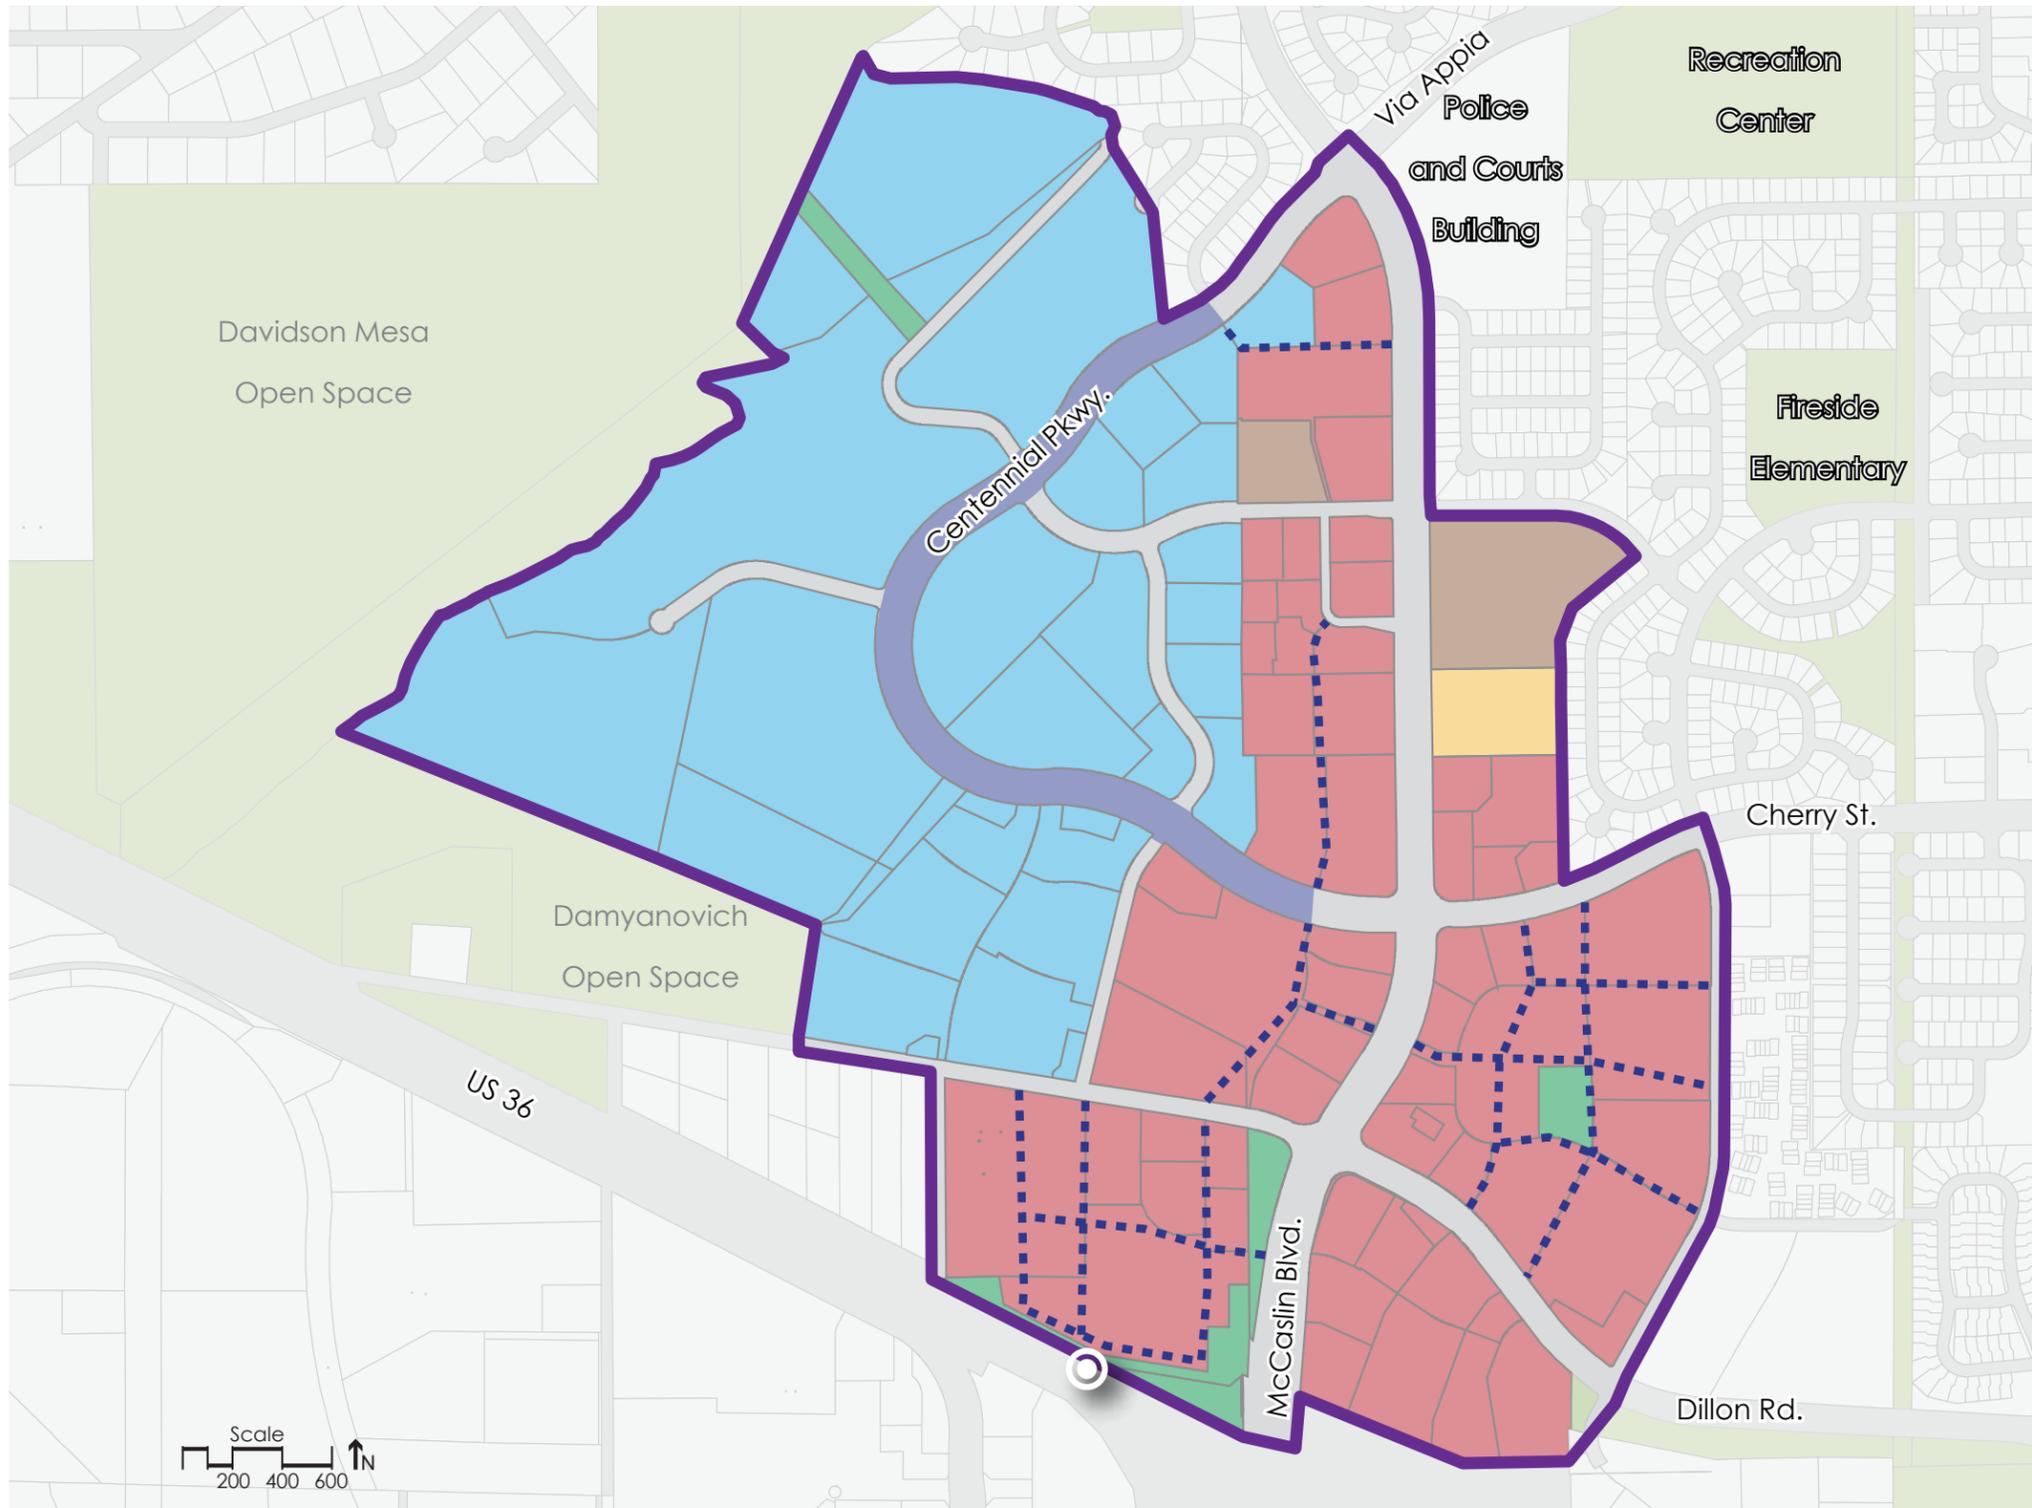 Via Appia
Recreation
Center
Police
and Courts
Building
Davidson Mesa
Open Space
Centennial Pkwy.
Fireside
Elementary
Cherry St.
Damyanovich
Open Space
US 36
McCaslin Blvd.
Dillon Rd.
Scale
N
200 400 600